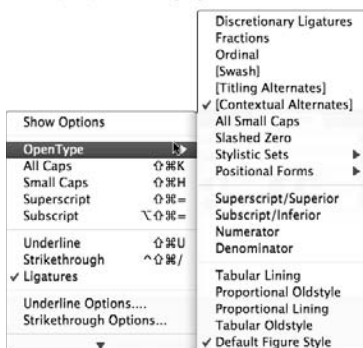 Show Options
OpenType
All Caps ⇧⌘K
Small Caps ⇧⌘H
Superscript ⇧⌘=
Subscript ⌥⇧⌘=
Underline ⇧⌘U
Strikethrough ^⇧⌘/
✓ Ligatures
Underline Options....
Strikethrough Options...
Discretionary Ligatures
Fractions
Ordinal
[Swash]
[Titling Alternates]
✓ [Contextual Alternates]
All Small Caps
Slashed Zero
Stylistic Sets
Positional Forms
Superscript/Superior
Subscript/Inferior
Numerator
Denominator
Tabular Lining
Proportional Oldstyle
Proportional Lining
Tabular Oldstyle
✓ Default Figure Style